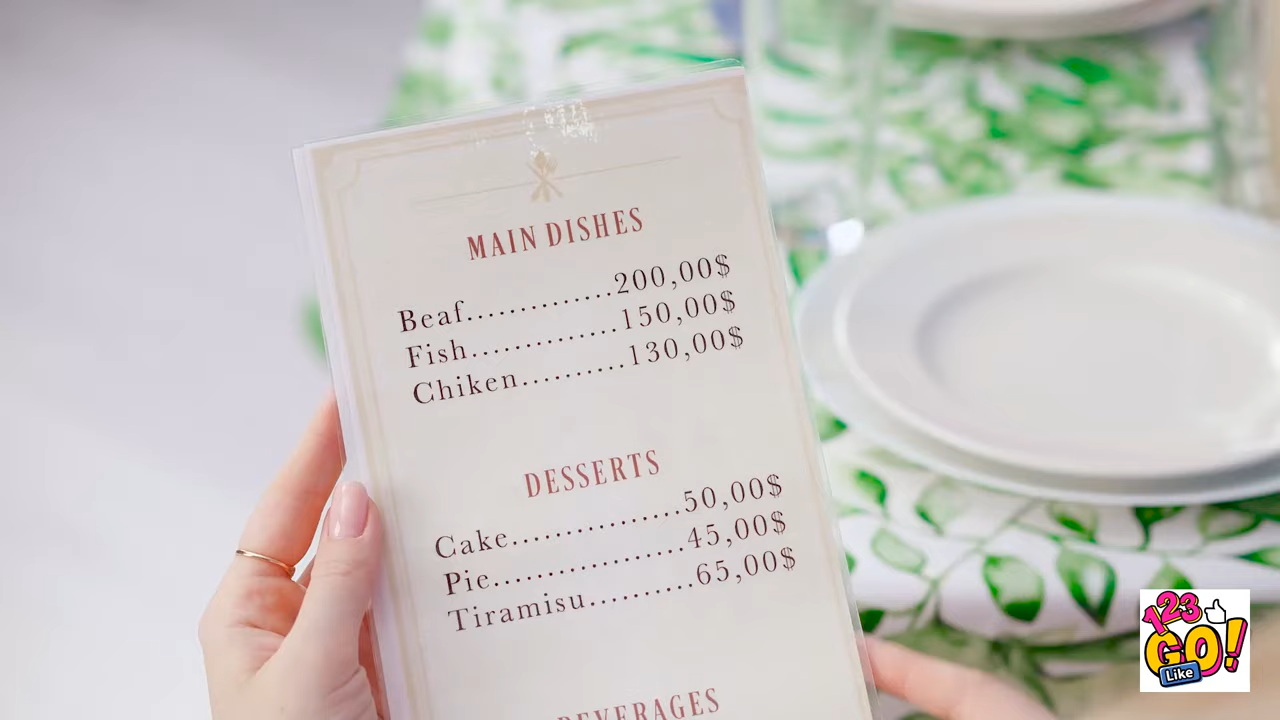 MAIN DISHES
Beaf..............200,00$
Fish.............150,00$
Chiken..........130,00$
DESSERTS
Cake................50,00$
Pie..................45,00$
Tiramisu..........65,00$
BEVERAGES
123
GO!
Like